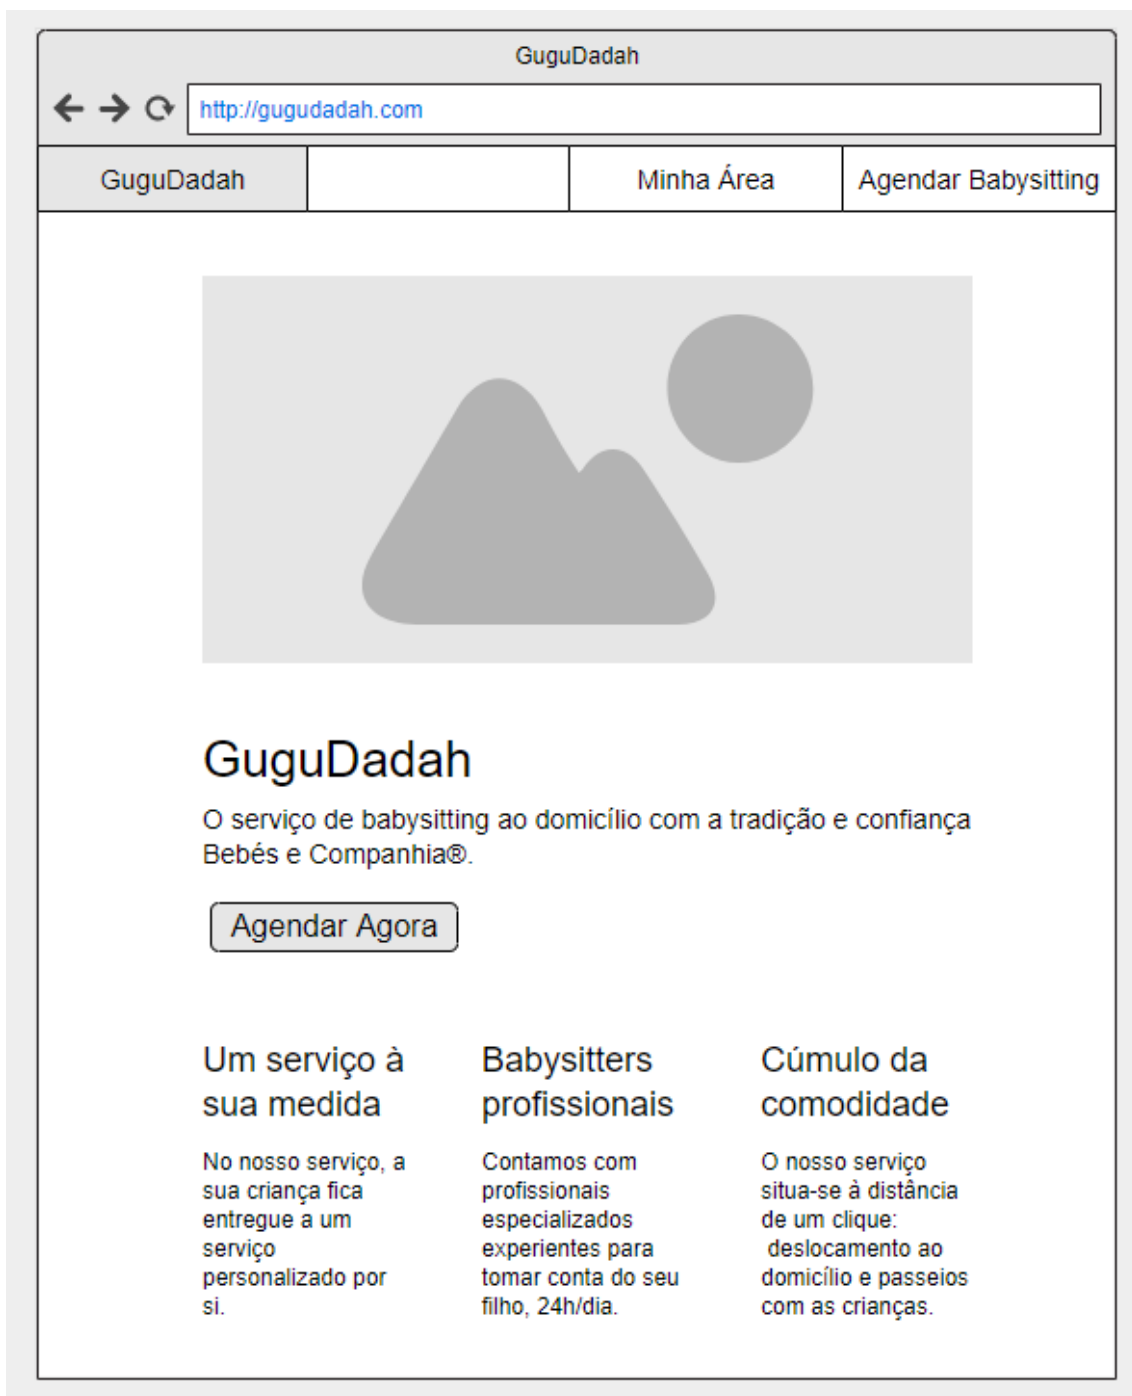 GuguDadah
http://gugudadah.com
GuguDadah
Minha Área
Agendar Babysitting
GuguDadah
O serviço de babysitting ao domicílio com a tradição e confiança
Bebés e Companhia®.
Agendar Agora
Um serviço à
sua medida
No nosso serviço, a
sua criança fica
entregue a um
serviço
personalizado por
si.
Babysitters
profissionais
Contamos com
profissionais
especializados
experientes para
tomar conta do seu
filho, 24h/dia.
Cúmulo da
comodidade
O nosso serviço
situa-se à distância
de um clique:
deslocamento ao
domicílio e passeios
com as crianças.